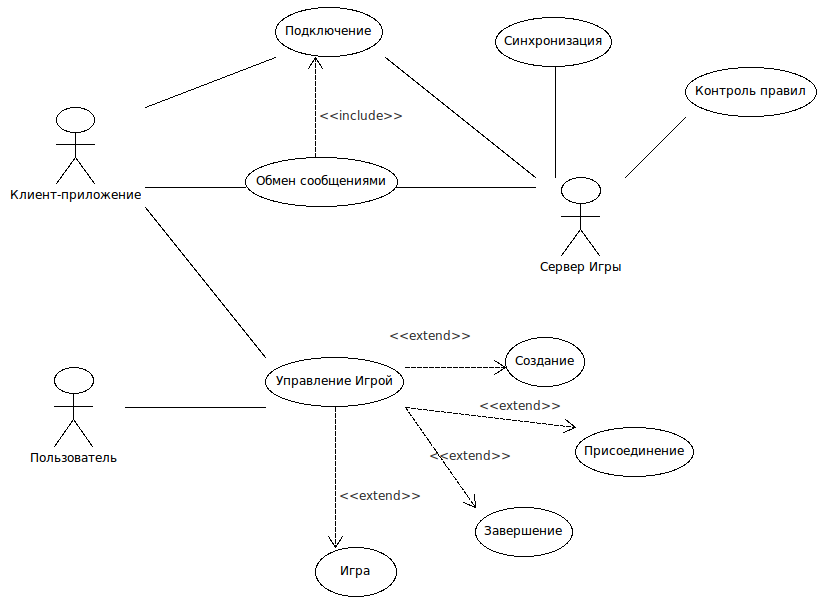 Подключение
Синхронизация
Контроль правил
<<include>>
Обмен сообщениями
Клиент-приложение
Сервер Игры
<<extend>>
Создание
Управление Игрой
<<extend>>
Присоединение
<<extend>>
Пользователь
<<extend>>
Завершение
Игра